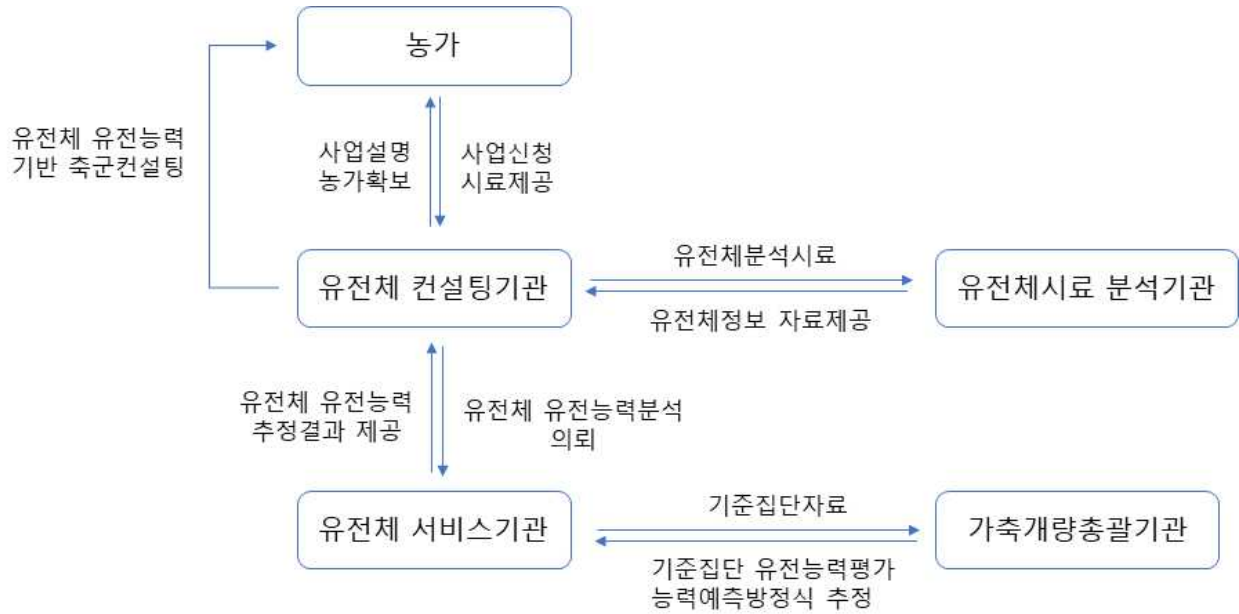 농가
유전체 유전능력
기반 축군컨설팅
사업설명
농가확보
사업신청
시료제공
유전체 컨설팅기관
유전체분석시료
유전체정보 자료제공
유전체시료 분석기관
유전체 유전능력
추정결과 제공
유전체 유전능력분석
의뢰
유전체 서비스기관
기준집단자료
기준집단 유전능력평가
능력예측방정식 추정
가축개량총괄기관